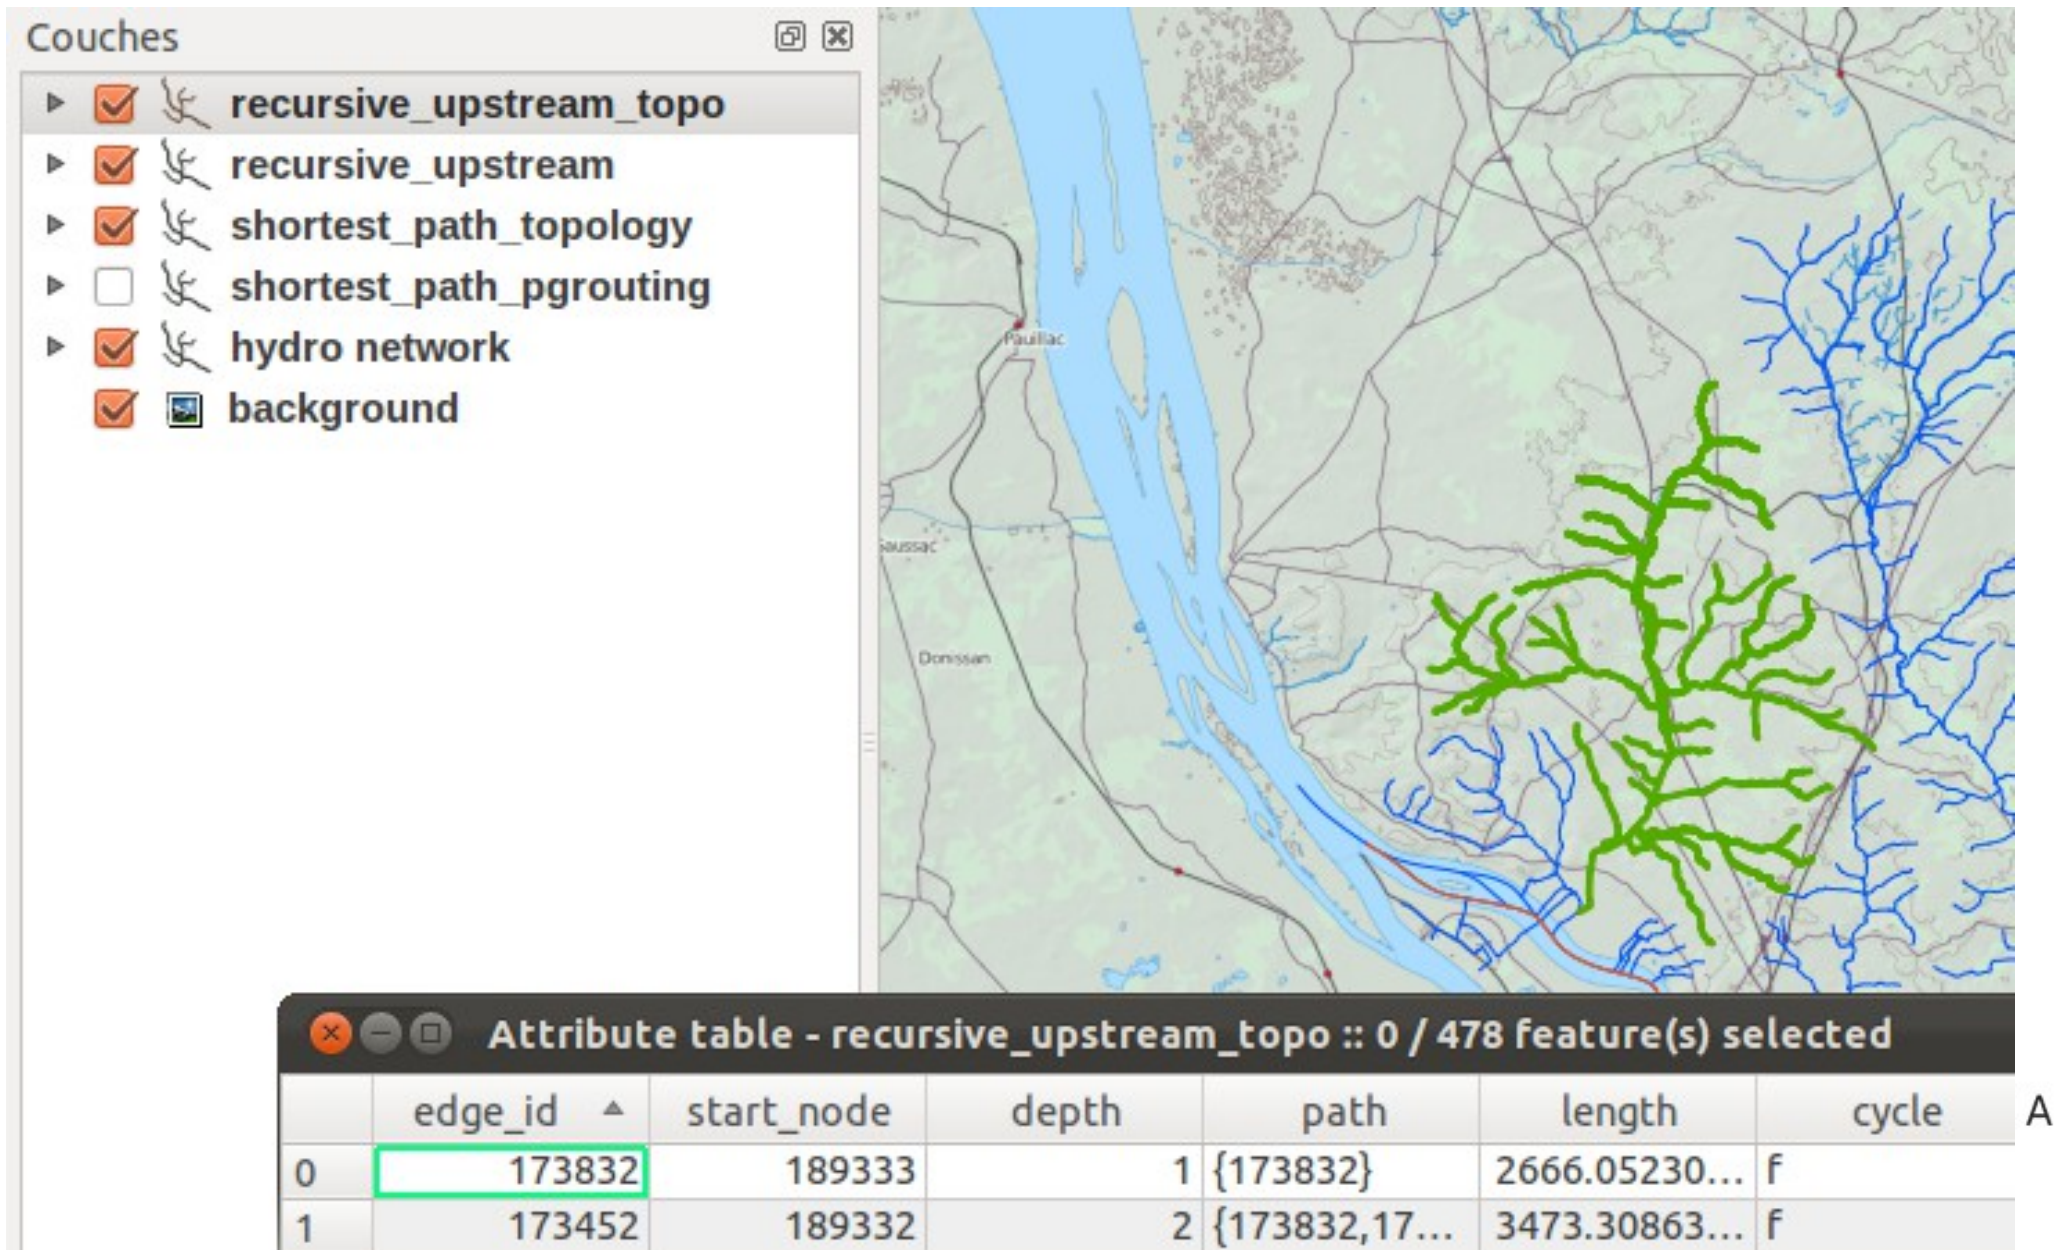 Couches
recursive_upstream_topo
recursive_upstream
shortest_path_topology
shortest_path_pgrouting
hydro network
background
Pauillac
Donissan
Attribute table - recursive_upstream_topo :: 0 / 478 feature(s) selected
edge_id start_node depth path length cycle A
0 173832 189333 1 {173832} 2666.05230... f
1 173452 189332 2 {173832,17... 3473.30863... f